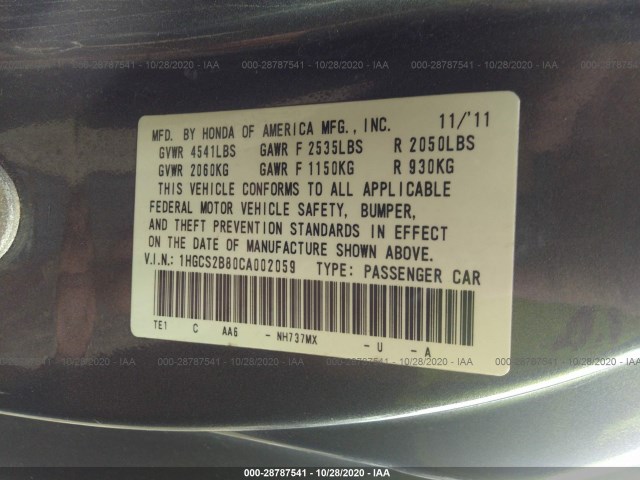 MFD. BY HONDA OF AMERICA MFG., INC. 11/'11
GVWR 4541LBS GAWR F 2535LBS R 2050LBS
GVWR 2060KG GAWR F 1150KG R 930KG
THIS VEHICLE CONFORMS TO ALL APPLICABLE
FEDERAL MOTOR VEHICLE SAFETY, BUMPER,
AND THEFT PREVENTION STANDARDS IN EFFECT
ON THE DATE OF MANUFACTURE SHOWN ABOVE.
V.I.N.: 1HGCS2B80CA002059 TYPE: PASSENGER CAR
TE1 C AA6 - NH737MX - U - A
000-28787541 - 10/28/2020 - IAA